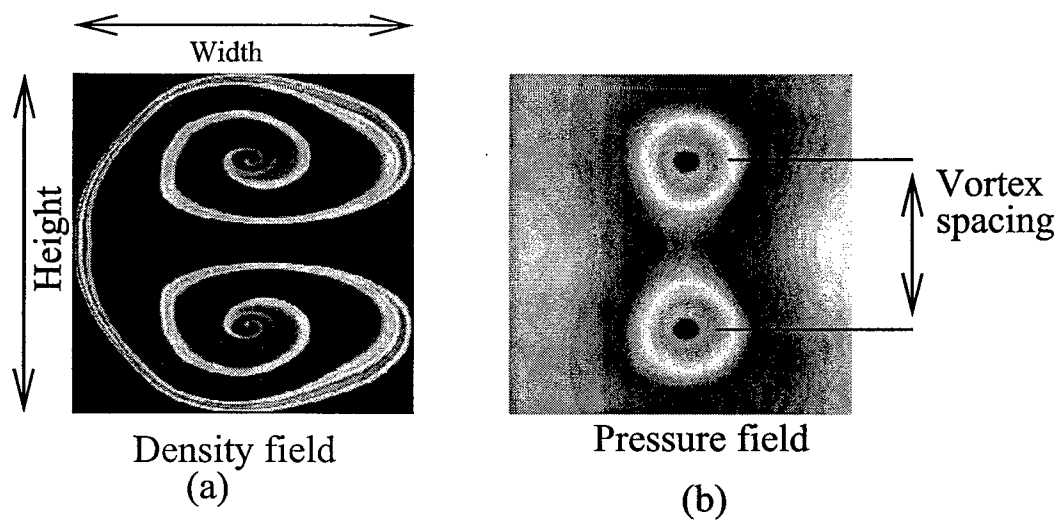 Width
Height
Density field
(a)
Vortex
spacing
Pressure field
(b)